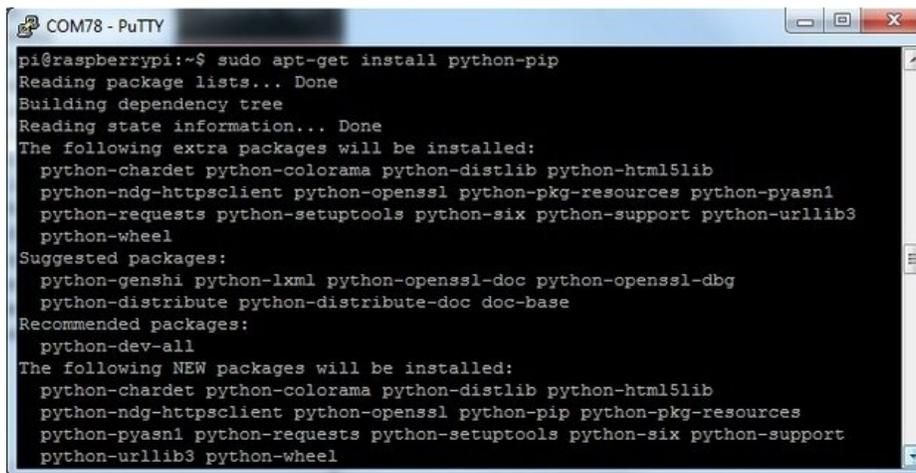 COM78 - PuTTY
pi@raspberrypi:~$ sudo apt-get install python-pip
Reading package lists... Done
Building dependency tree
Reading state information... Done
The following extra packages will be installed:
  python-chardet python-colorama python-distlib python-html5lib
  python-ndg-httpsclient python-openssl python-pkg-resources python-pyasn1
  python-requests python-setuptools python-six python-support python-urllib3
  python-wheel
Suggested packages:
  python-genshi python-lxml python-openssl-doc python-openssl-dbg
  python-distribute python-distribute-doc doc-base
Recommended packages:
  python-dev-all
The following NEW packages will be installed:
  python-chardet python-colorama python-distlib python-html5lib
  python-ndg-httpsclient python-openssl python-pip python-pkg-resources
  python-pyasn1 python-requests python-setuptools python-six python-support
  python-urllib3 python-wheel